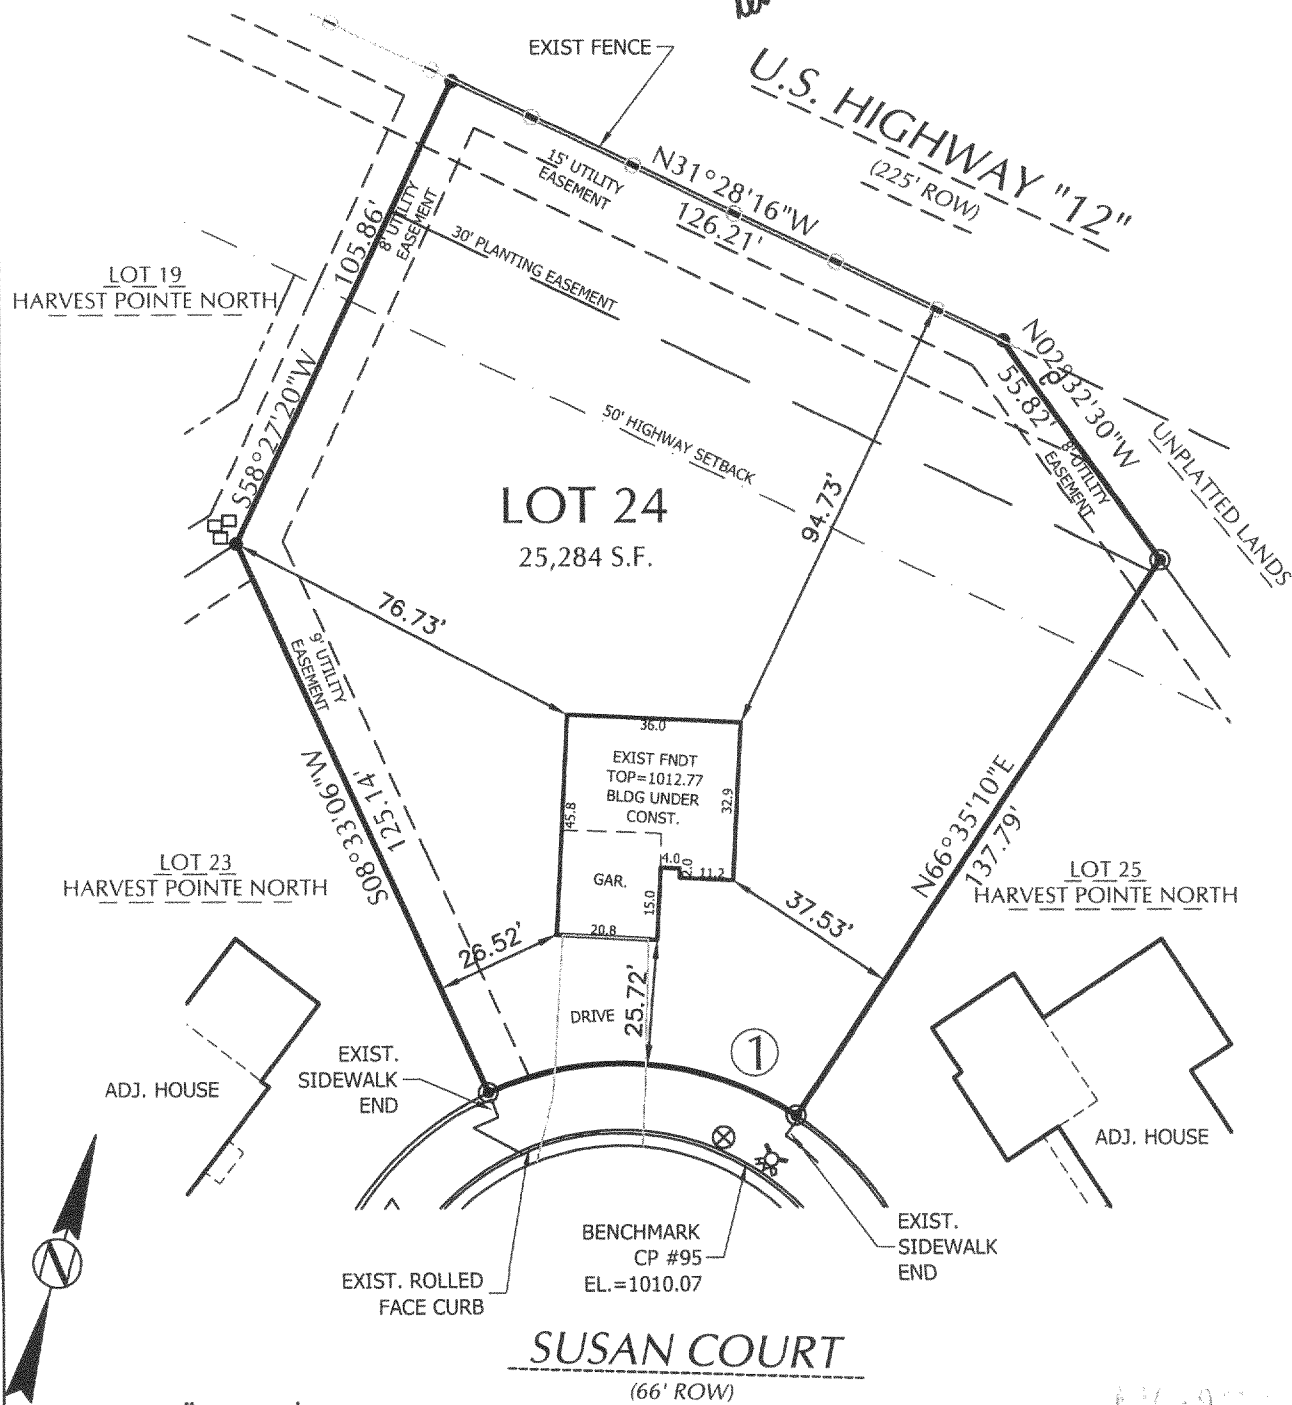 EXIST FENCE
U.S. HIGHWAY "12"
(225' ROW)
N31°28'16"W
126.21'
15' UTILITY
EASEMENT
8' UTILITY
EASEMENT
105.86'
S58°27'20"W
30' PLANTING EASEMENT
LOT 19
HARVEST POINTE NORTH
N02°32'30"W
55.82'
8' UTILITY
EASEMENT
UNPLATTED LANDS
50' HIGHWAY SETBACK
LOT 24
25,284 S.F.
94.73'
76.73'
9' UTILITY
EASEMENT
S08°33'06"W
125.14'
36.0
EXIST FNDT
TOP=1012.77
BLDG UNDER
CONST.
45.8
32.9
4.0
2.0
11.2
GAR.
15.0
20.8
N66°35'10"E
137.79'
LOT 23
HARVEST POINTE NORTH
LOT 25
HARVEST POINTE NORTH
37.53'
26.52'
25.72'
DRIVE
1
EXIST.
SIDEWALK
END
ADJ. HOUSE
ADJ. HOUSE
N
BENCHMARK
CP #95
EL.=1010.07
EXIST.
SIDEWALK
END
EXIST. ROLLED
FACE CURB
SUSAN COURT
(66' ROW)